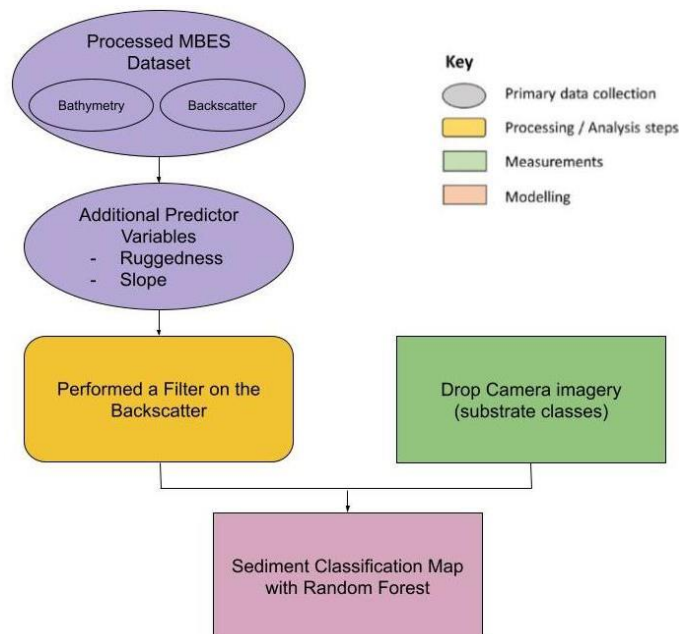 Processed MBES
Dataset
Bathymetry
Backscatter
Additional Predictor
Variables
- Ruggedness
- Slope
Performed a Filter on the
Backscatter
Drop Camera imagery
(substrate classes)
Sediment Classification Map
with Random Forest
Key
Primary data collection
Processing / Analysis steps
Measurements
Modelling